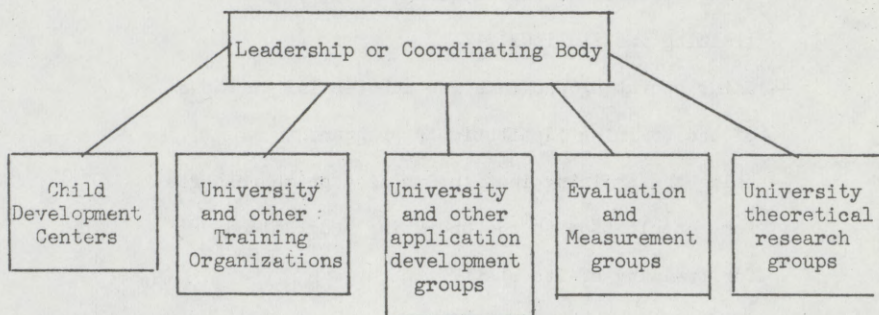 Leadership or Coordinating Body
Child
Development
Centers
University
and other
Training
Organizations
University
and other
application
development
groups
Evaluation
and
Measurement
groups
University
theoretical
research
groups